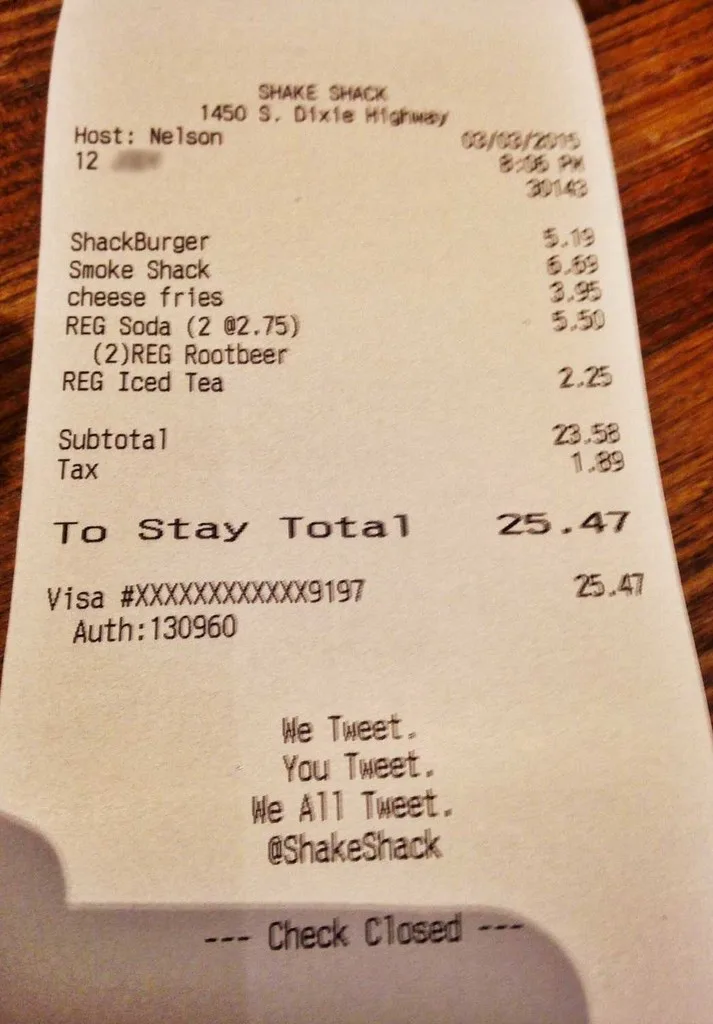 SHAKE SHACK
1450 S. Dixie Highway
Host: Nelson 03/03/2015
12 8:06 PM
30143
ShackBurger 5.19
Smoke Shack 6.69
cheese fries 3.95
REG Soda (2 @2.75) 5.50
(2)REG Rootbeer
REG Iced Tea 2.25
Subtotal 23.58
Tax 1.89
To Stay Total 25.47
Visa #XXXXXXXXXXXX9197 25.47
Auth:130960
We Tweet.
You Tweet.
We All Tweet.
@ShakeShack
--- Check Closed ---